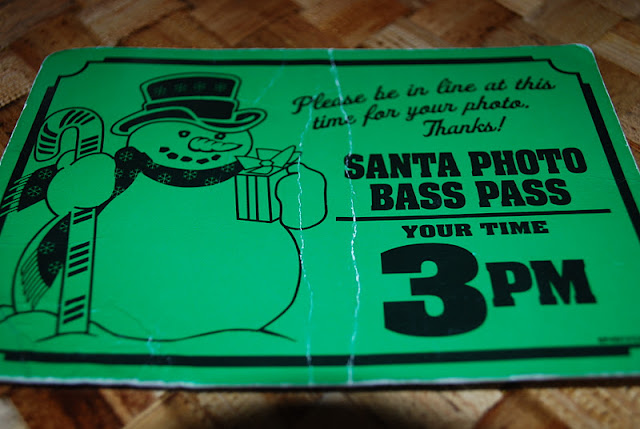 Please be in line at this
time for your photo.
Thanks!
SANTA PHOTO
BASS PASS
YOUR TIME
3PM